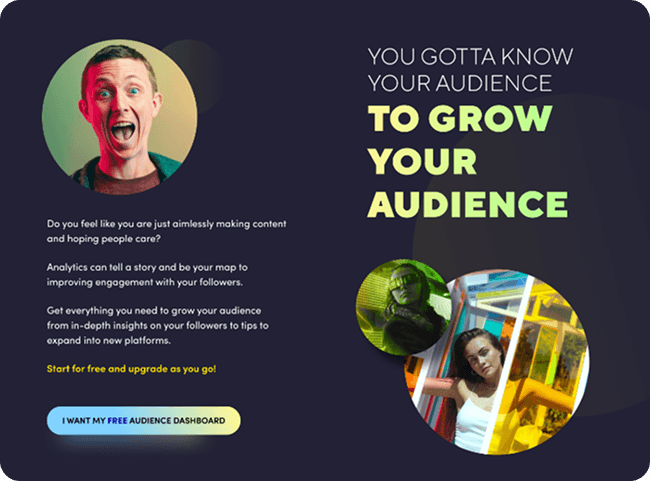 YOU GOTTA KNOW
YOUR AUDIENCE
TO GROW
YOUR
AUDIENCE
Do you feel like you are just aimlessly making content
and hoping people care?
Analytics can tell a story and be your map to
improving engagement with your followers.
Get everything you need to grow your audience
from in-depth insights on your followers to tips to
expand into new platforms.
Start for free and upgrade as you go!
I WANT MY FREE AUDIENCE DASHBOARD